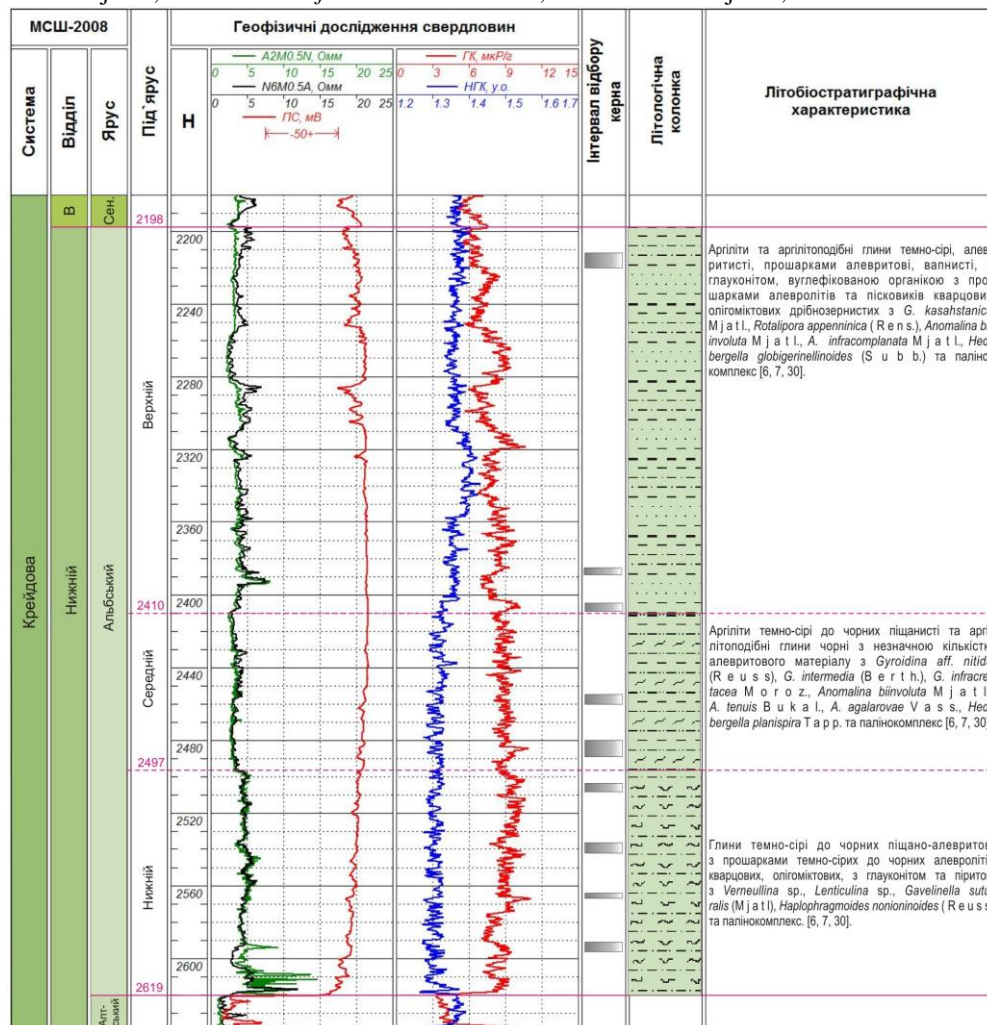 МСШ-2008
Геофізичні дослідження свердловин
Система
Відділ
Ярус
Під`ярус
Н
A2M0.5N, Омм
0 5 10 15 20 25
N6M0.5A, Омм
0 5 10 15 20 25
ПС, мВ
-50+
ГК, мкР/г
0 3 6 9 12 15
НГК, у.о.
1.2 1.3 1.4 1.5 1.6 1.7
Інтервал відбору
керна
Літологічна
колонка
Літобіостратиграфічна
характеристика
В
Сен.
2198
2200
2240
2280
2320
2360
2400
2410
2440
2480
2497
2520
2560
2600
2619
Крейдова
Нижній
Альбський
Верхній
Середній
Нижній
Апт-
ський
Аргіліти та аргілітоподібні глини темно-сірі, алев
ритисті, прошарками алевритові, вапнисті,
глауконітом, вуглефікованою органікою з про
шарками алевролітів та пісковиків кварцови
олігоміктових дрібнозернистих з G. kasahstanica
M j a t l., Rotalipora appenninica ( R e n s.), Anomalina bi
involuta M j a t l., A. infracomplanata M j a t l., Hed
bergella globigerinellinoides (S u b b.) та паліно
комплекс [6, 7, 30].
Аргіліти темно-сірі до чорних піщанисті та аргі
літоподібні глини чорні з незначною кількістк
алевритового матеріалу з Gyroidina aff. nitida
(R e u s s), G. intermedia (B e r t h.), G. infracre
tacea M o r o z., Anomalina biinvoluta M j a t l
A. tenuis B u k a l., A. agalarovae V a s s., Hed
bergella planispira T a p p. та палінокомплекс [6, 7, 30]
Глини темно-сірі до чорних піщано-алевритов
з прошарками темно-сірих до чорних алевроліті
кварцових, олігоміктових, з глауконітом та пірито
з Verneullina sp., Lenticulina sp., Gavelinella sutu
ralis (M j a t l), Haplophragmoides nonioninoides ( R e u s s
та палінокомплекс. [6, 7, 30].